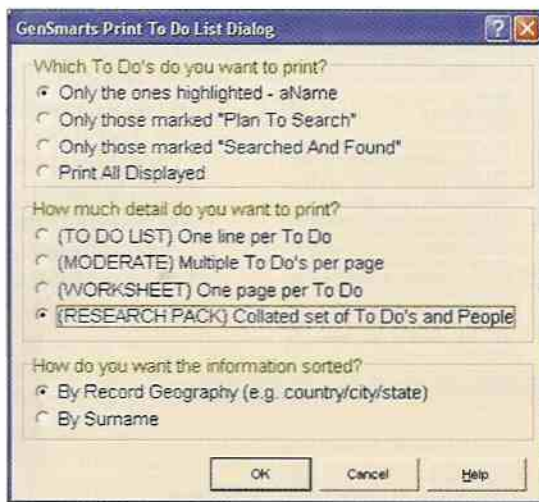 GenSmarts Print To Do List Dialog
Which To Do's do you want to print?
Only the ones highlighted - aName
Only those marked "Plan To Search"
Only those marked "Searched And Found"
Print All Displayed
How much detail do you want to print?
(TO DO LIST) One line per To Do
(MODERATE) Multiple To Do's per page
(WORKSHEET) One page per To Do
(RESEARCH PACK) Collated set of To Do's and People
How do you want the information sorted?
By Record Geography (e.g. country/city/state)
By Surname
OK Cancel Help